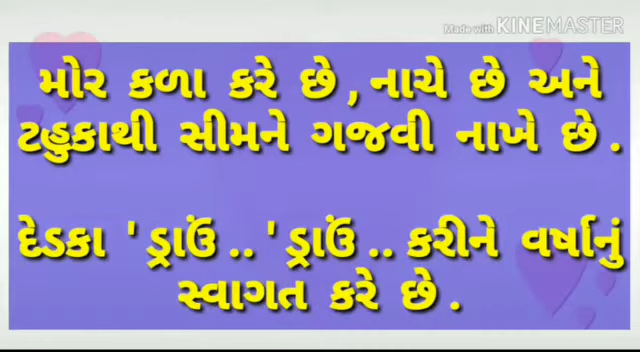 Made with KINEMASTER
મોર કળા કરે છે , નાચે છે અને
ટહુકાથી સીમને ગજવી નાખે છે .
દેડકા ' ડ્રાઉં .. ' ડ્રાઉં .. કરીને વર્ષાનું
સ્વાગત કરે છે .